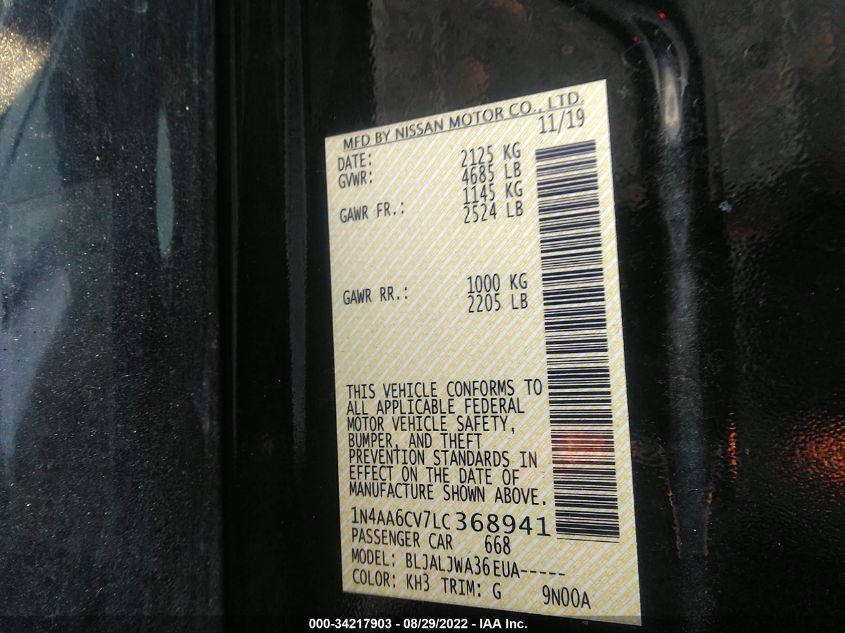 MFD BY NISSAN MOTOR CO., LTD.
DATE: 11/19
GVWR: 2125 KG
4685 LB
GAWR FR.: 1145 KG
2524 LB
GAWR RR.: 1000 KG
2205 LB
THIS VEHICLE CONFORMS TO
ALL APPLICABLE FEDERAL
MOTOR VEHICLE SAFETY,
BUMPER, AND THEFT
PREVENTION STANDARDS IN
EFFECT ON THE DATE OF
MANUFACTURE SHOWN ABOVE.
1N4AA6CV7LC368941
PASSENGER CAR 668
MODEL: BLJALJWA36EUA-----
COLOR: KH3 TRIM: G 9N00A
000-34217903 - 08/29/2022 - IAA Inc.